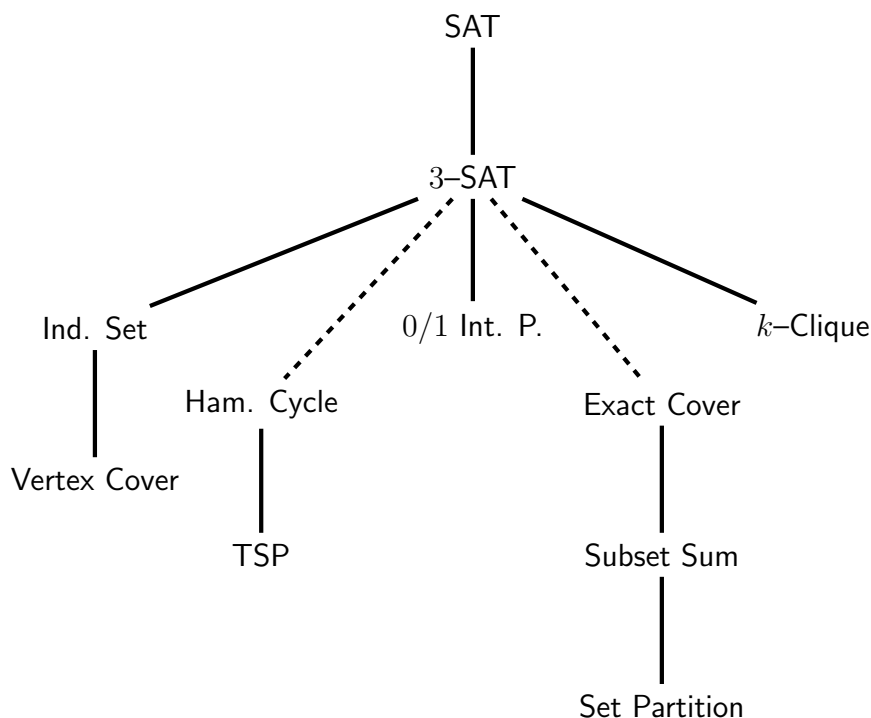 SAT
3–SAT
Ind. Set
0/1 Int. P.
k–Clique
Ham. Cycle
Exact Cover
Vertex Cover
TSP
Subset Sum
Set Partition